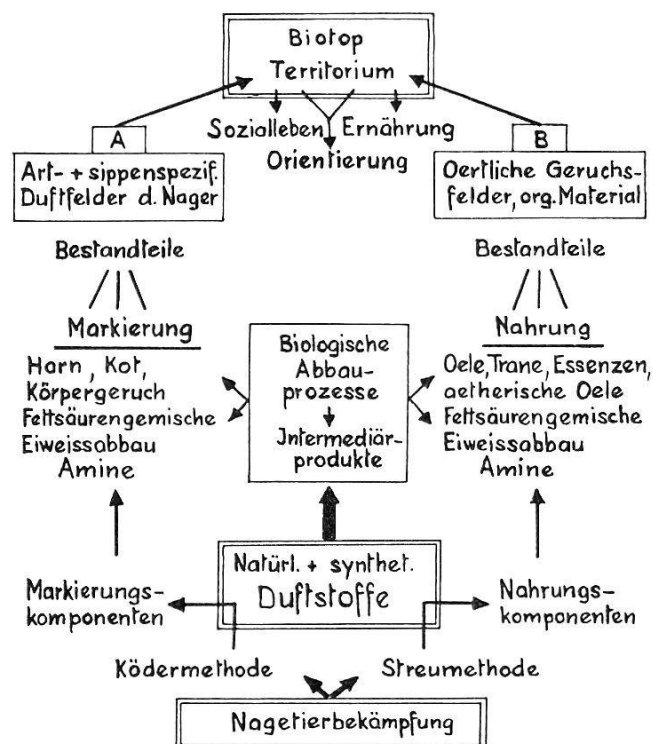 Biotop
Territorium
Sozialleben Ernährung
Orientierung
A
Art- + sippenspezif.
Duftfelder d. Nager
B
Oertliche Geruchs-
felder, org. Material
Bestandteile
Markierung
Harn, Kot,
Körpergeruch
Fettsäurengemische
Eiweissabbau
Amine
Biologische
Abbau-
prozesse
Intermediär-
produkte
Bestandteile
Nahrung
Oele, Trane, Essenzen,
aetherische Oele
Fettsäurengemische
Eiweissabbau
Amine
Markierungs-
komponenten
Natürl. + synthet.
Duftstoffe
Nahrungs-
komponenten
Ködermethode
Streumethode
Nagetierbekämpfung